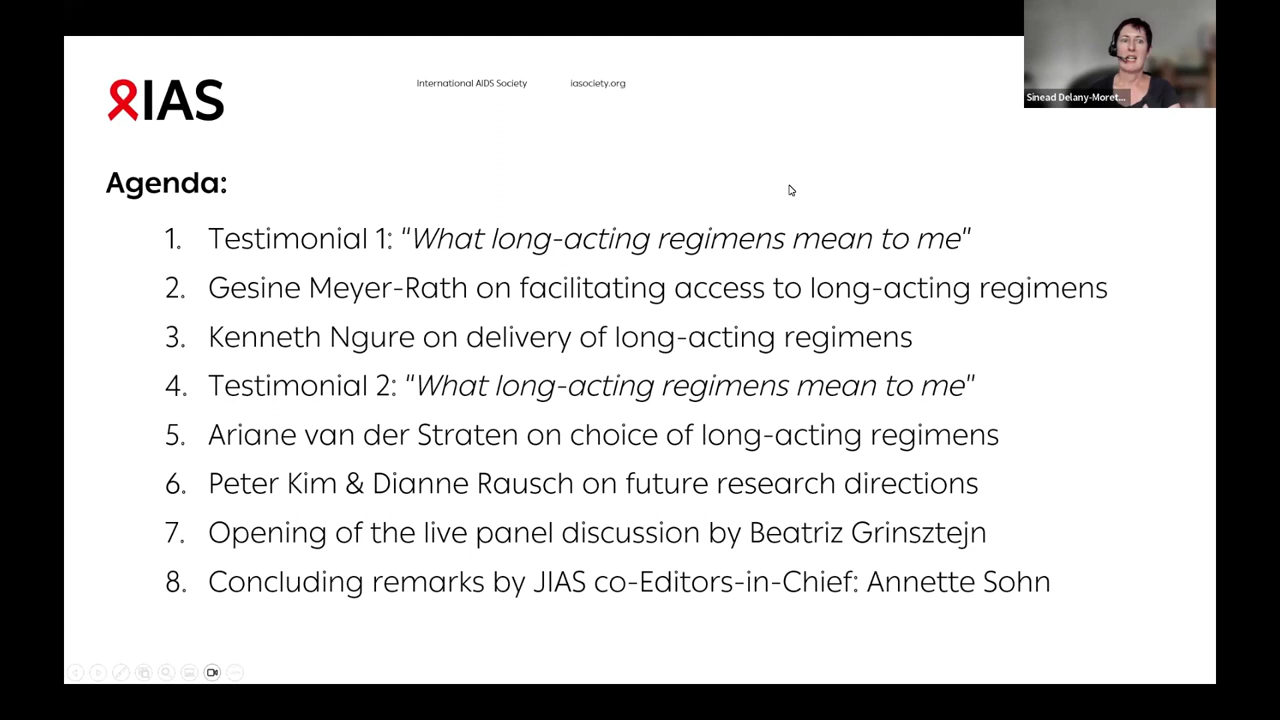 International AIDS Society iasociety.org
IAS
Sinead Delany-Moret...
Agenda:
1. Testimonial 1: "What long-acting regimens mean to me"
2. Gesine Meyer-Rath on facilitating access to long-acting regimens
3. Kenneth Ngure on delivery of long-acting regimens
4. Testimonial 2: "What long-acting regimens mean to me"
5. Ariane van der Straten on choice of long-acting regimens
6. Peter Kim & Dianne Rausch on future research directions
7. Opening of the live panel discussion by Beatriz Grinsztejn
8. Concluding remarks by JIAS co-Editors-in-Chief: Annette Sohn